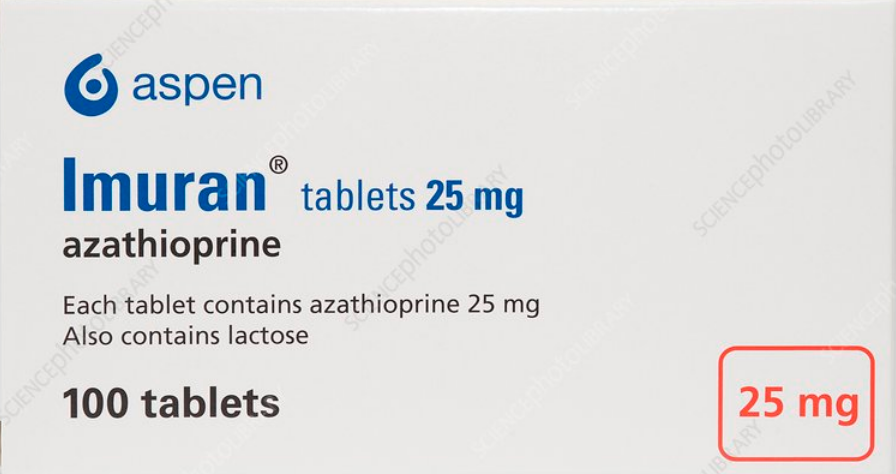 aspen
Imuran® tablets 25 mg
azathioprine
Each tablet contains azathioprine 25 mg
Also contains lactose
100 tablets
25 mg
SCIENCEphotoLIBRARY